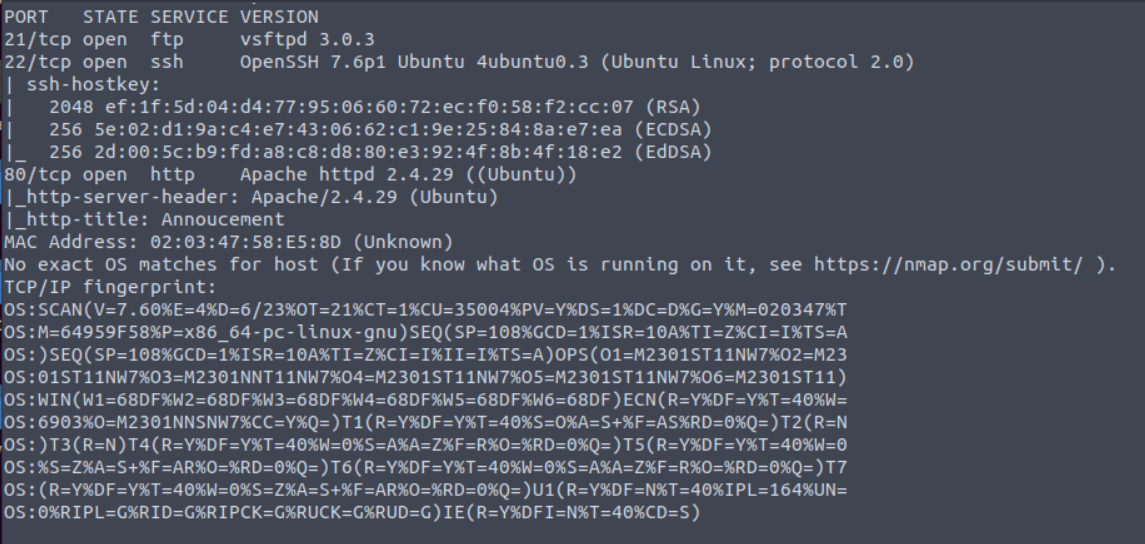 PORT   STATE SERVICE VERSION
21/tcp open  ftp     vsftpd 3.0.3
22/tcp open  ssh     OpenSSH 7.6p1 Ubuntu 4ubuntu0.3 (Ubuntu Linux; protocol 2.0)
| ssh-hostkey:
|   2048 ef:1f:5d:04:d4:77:95:06:60:72:ec:f0:58:f2:cc:07 (RSA)
|   256 5e:02:d1:9a:c4:e7:43:06:62:c1:9e:25:84:8a:e7:ea (ECDSA)
|_  256 2d:00:5c:b9:fd:a8:c8:d8:80:e3:92:4f:8b:4f:18:e2 (EdDSA)
80/tcp open  http    Apache httpd 2.4.29 ((Ubuntu))
|_http-server-header: Apache/2.4.29 (Ubuntu)
|_http-title: Annoucement
MAC Address: 02:03:47:58:E5:8D (Unknown)
No exact OS matches for host (If you know what OS is running on it, see https://nmap.org/submit/ ).
TCP/IP fingerprint:
OS:SCAN(V=7.60%E=4%D=6/23%OT=21%CT=1%CU=35004%PV=Y%DS=1%DC=D%G=Y%M=020347%T
OS:M=64959F58%P=x86_64-pc-linux-gnu)SEQ(SP=108%GCD=1%ISR=10A%TI=Z%CI=I%TS=A
OS:)SEQ(SP=108%GCD=1%ISR=10A%TI=Z%CI=I%II=I%TS=A)OPS(O1=M2301ST11NW7%O2=M23
OS:01ST11NW7%O3=M2301NNT11NW7%O4=M2301ST11NW7%O5=M2301ST11NW7%O6=M2301ST11)
OS:WIN(W1=68DF%W2=68DF%W3=68DF%W4=68DF%W5=68DF%W6=68DF)ECN(R=Y%DF=Y%T=40%W=
OS:6903%O=M2301NNSNW7%CC=Y%Q=)T1(R=Y%DF=Y%T=40%S=O%A=S+%F=AS%RD=0%Q=)T2(R=N
OS:)T3(R=N)T4(R=Y%DF=Y%T=40%W=0%S=A%A=Z%F=R%O=%RD=0%Q=)T5(R=Y%DF=Y%T=40%W=0
OS:%S=Z%A=S+%F=AR%O=%RD=0%Q=)T6(R=Y%DF=Y%T=40%W=0%S=A%A=Z%F=R%O=%RD=0%Q=)T7
OS:(R=Y%DF=Y%T=40%W=0%S=Z%A=S+%F=AR%O=%RD=0%Q=)U1(R=Y%DF=N%T=40%IPL=164%UN=
OS:0%RIPL=G%RID=G%RIPCK=G%RUCK=G%RUD=G)IE(R=Y%DFI=N%T=40%CD=S)